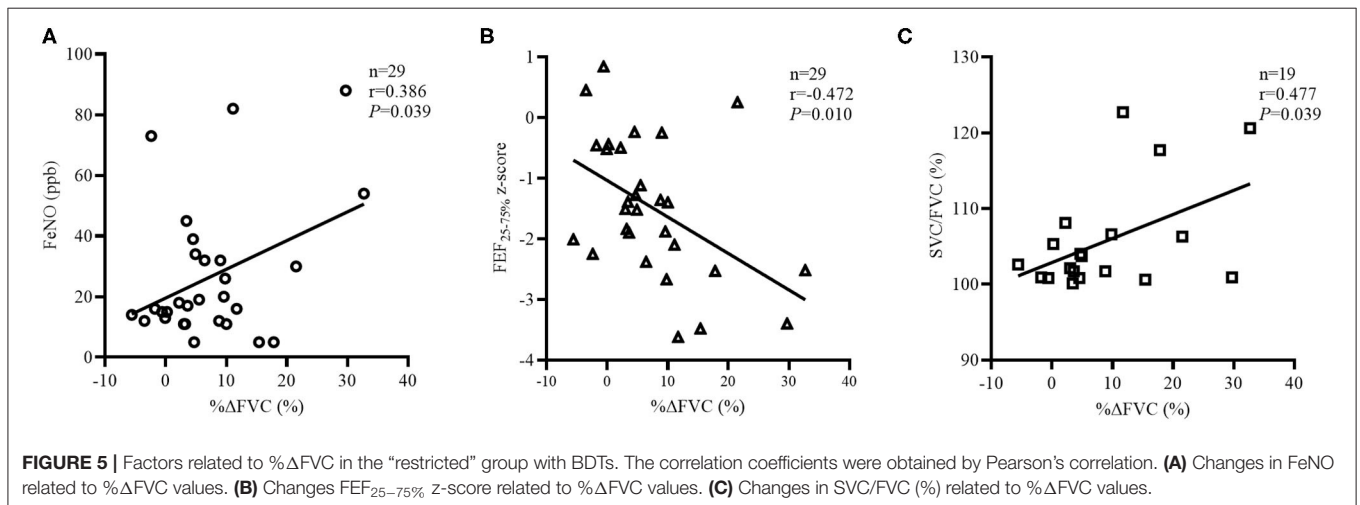 A
100
80
60
40
20
0
FeNO (ppb)
-10 0 10 20 30 40
%ΔFVC (%)
n=29
r=0.386
P=0.039
B
1
0
-1
-2
-3
-4
FEF25-75% z-score
-10 0 10 20 30 40
%ΔFVC (%)
n=29
r=-0.472
P=0.010
C
130
120
110
100
90
SVC/FVC (%)
-10 0 10 20 30 40
%ΔFVC (%)
n=19
r=0.477
P=0.039
FIGURE 5 | Factors related to %ΔFVC in the “restricted” group with BDTs. The correlation coefficients were obtained by Pearson’s correlation. (A) Changes in FeNO
related to %ΔFVC values. (B) Changes FEF25–75% z-score related to %ΔFVC values. (C) Changes in SVC/FVC (%) related to %ΔFVC values.